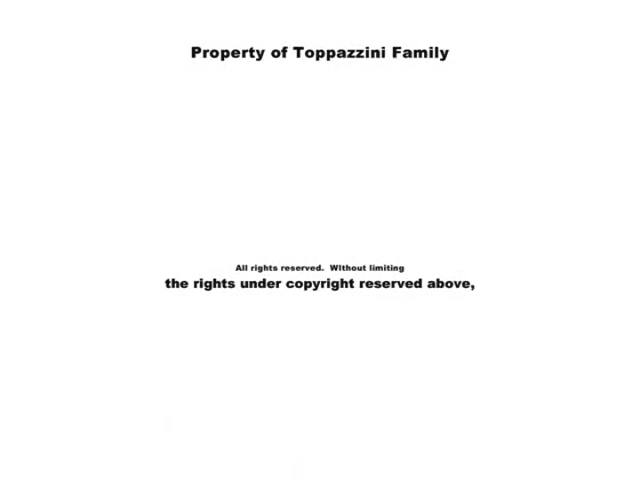 Property of Toppazzini Family
All rights reserved.  WIthout limiting
the rights under copyright reserved above,